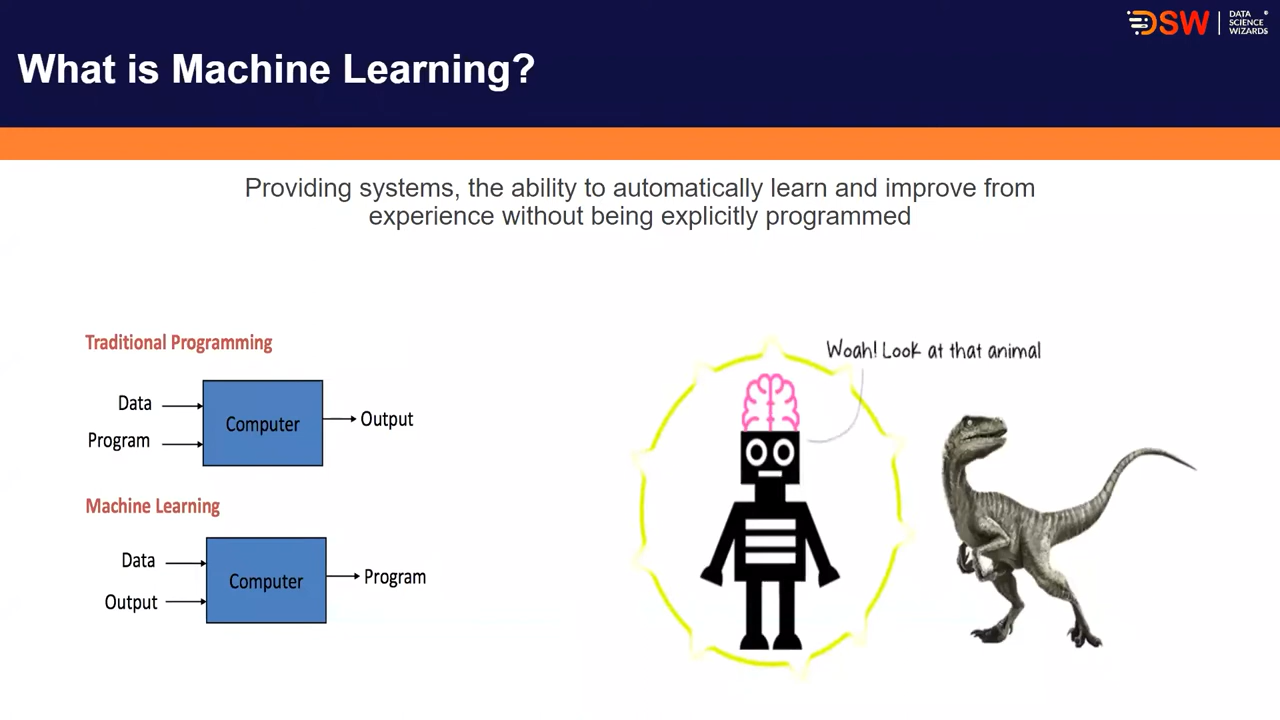 DSW
DATA
SCIENCE
WIZARDS
®
What is Machine Learning?
Providing systems, the ability to automatically learn and improve from
experience without being explicitly programmed
Traditional Programming
Data
Program
Computer
Output
Machine Learning
Data
Output
Computer
Program
Woah! Look at that animal